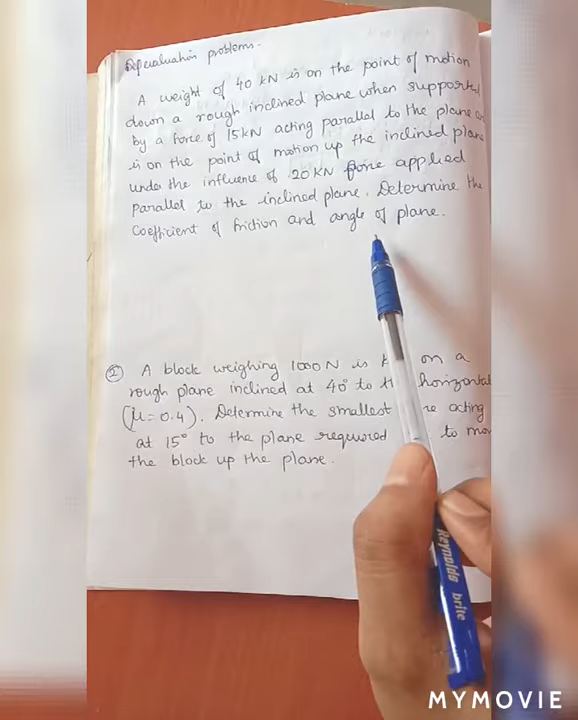 problems.
A weight of 40 KN is on the point of motion
down a rough inclined plane when supported
by a force of 15KN acting parallel to the plane
is on the point of motion up the inclined plane
under the influence of 20 KN force applied
parallel to the inclined plane. Determine the
Coefficient of friction and angle of plane.
② A block weighing 1000 N is on a
rough plane inclined at 40° to horizontal
(μ = 0.4). Determine the smallest acting
at 15° to the plane required to
the block up the plane.
Reynolds brite
MYMOVIE